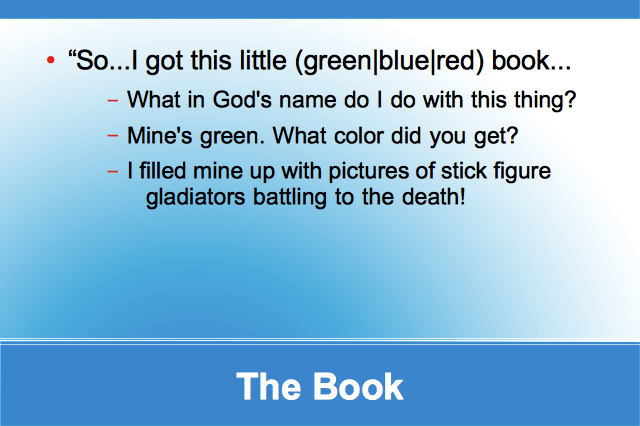 “So...I got this little (green|blue|red) book...
What in God's name do I do with this thing?
Mine's green. What color did you get?
I filled mine up with pictures of stick figure
gladiators battling to the death!
The Book